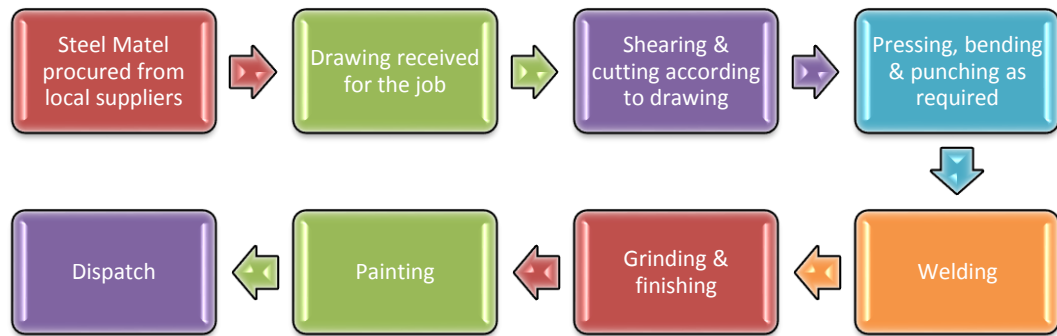 Steel Matel
procured from
local suppliers
Drawing received
for the job
Shearing &
cutting according
to drawing
Pressing, bending
& punching as
required
Welding
Grinding &
finishing
Painting
Dispatch